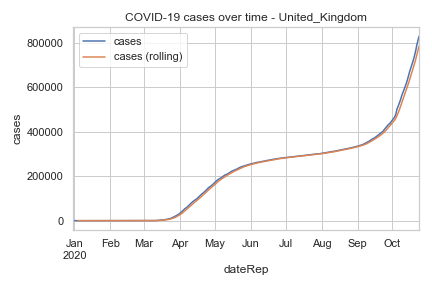 COVID-19 cases over time - United_Kingdom
cases
cases (rolling)
800000
600000
400000
200000
0
cases
Jan Feb Mar Apr May Jun Jul Aug Sep Oct
2020
dateRep